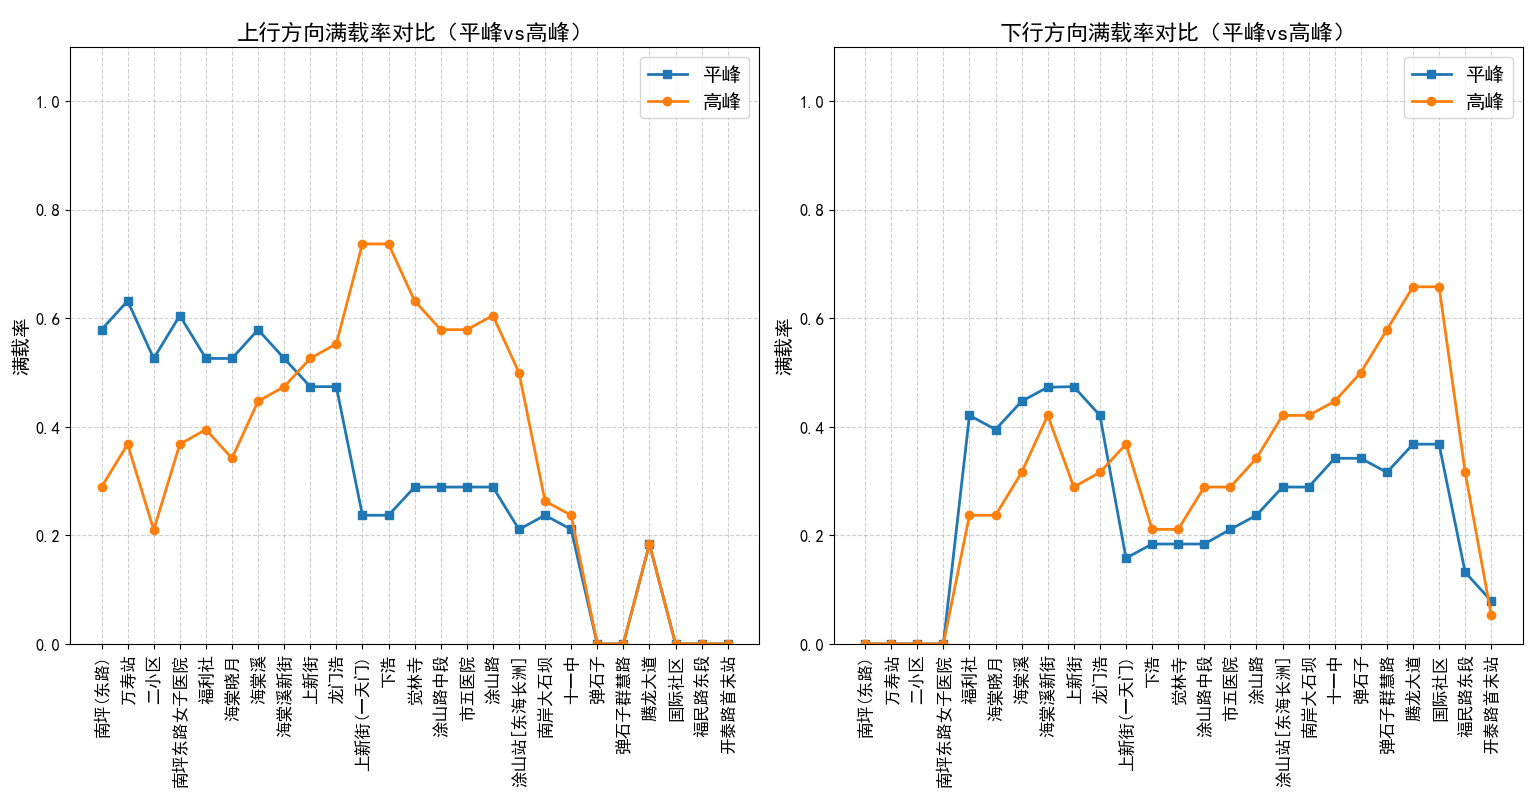 上行方向满载率对比（平峰vs高峰）
平峰
高峰
满载率
1.0
0.8
0.6
0.4
0.2
0.0
南坪(东路)
万寿站
二小区
南坪东路女子医院
福利社
海棠晓月
海棠溪
海棠溪新街
上新街
龙门浩
上新街(一天门)
下浩
觉林寺
涂山路中段
市五医院
涂山路
涂山站[东海长洲]
南岸大石坝
十一中
弹石子
弹石子群慧路
腾龙大道
国际社区
福民路东段
开泰路首末站
下行方向满载率对比（平峰vs高峰）
平峰
高峰
满载率
1.0
0.8
0.6
0.4
0.2
0.0
南坪(东路)
万寿站
二小区
南坪东路女子医院
福利社
海棠晓月
海棠溪
海棠溪新街
上新街
龙门浩
上新街(一天门)
下浩
觉林寺
涂山路中段
市五医院
涂山路
涂山站[东海长洲]
南岸大石坝
十一中
弹石子
弹石子群慧路
腾龙大道
国际社区
福民路东段
开泰路首末站